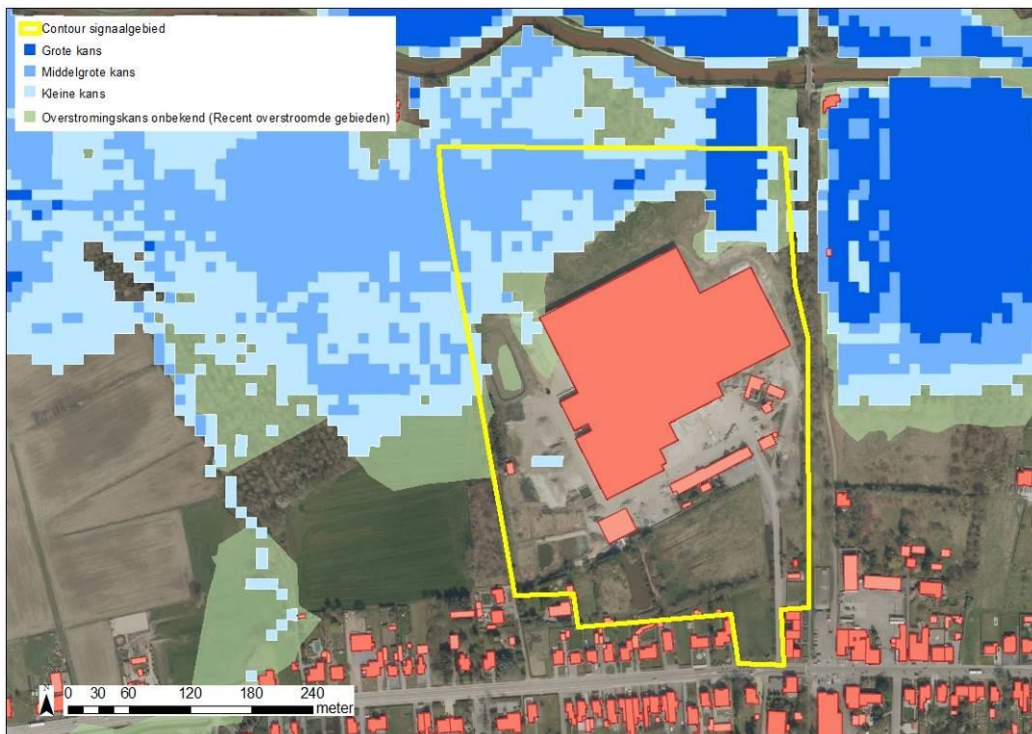 Contour signaalgebied
Grote kans
Middelgrote kans
Kleine kans
Overstromingskans onbekend (Recent overstroomde gebieden)
N
0 30 60 120 180 240
meter